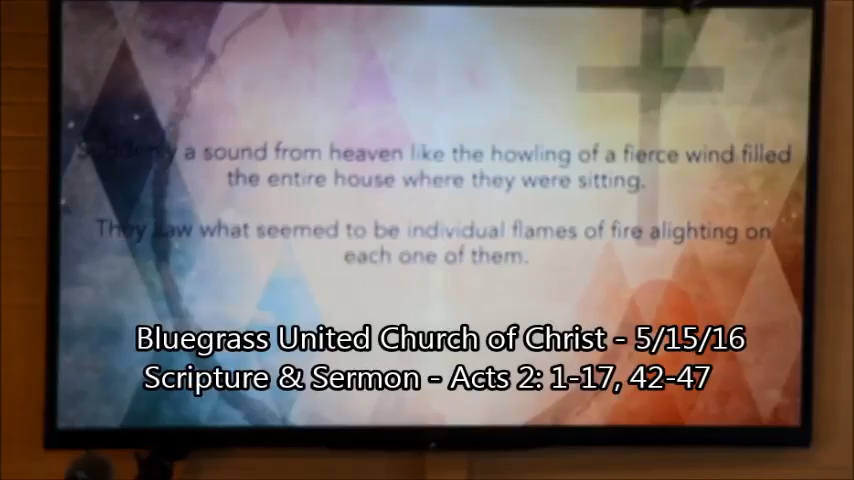 Suddenly a sound from heaven like the howling of a fierce wind filled
the entire house where they were sitting.
They saw what seemed to be individual flames of fire alighting on
each one of them.
Bluegrass United Church of Christ - 5/15/16
Scripture & Sermon - Acts 2: 1-17, 42-47